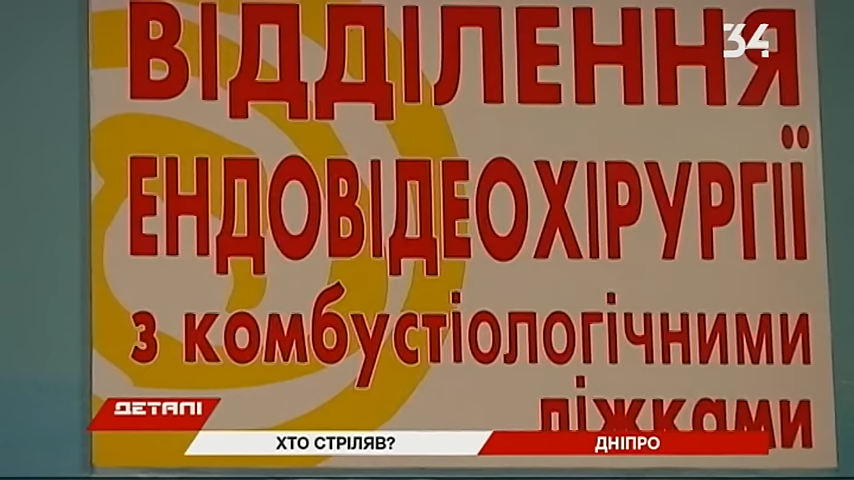 34
ВІДДІЛЕННЯ
ЕНДОВІДЕОХІРУРГІЇ
з комбустіологічними
ліжками
ДЕТАЛІ
ХТО СТРІЛЯВ?
ДНІПРО